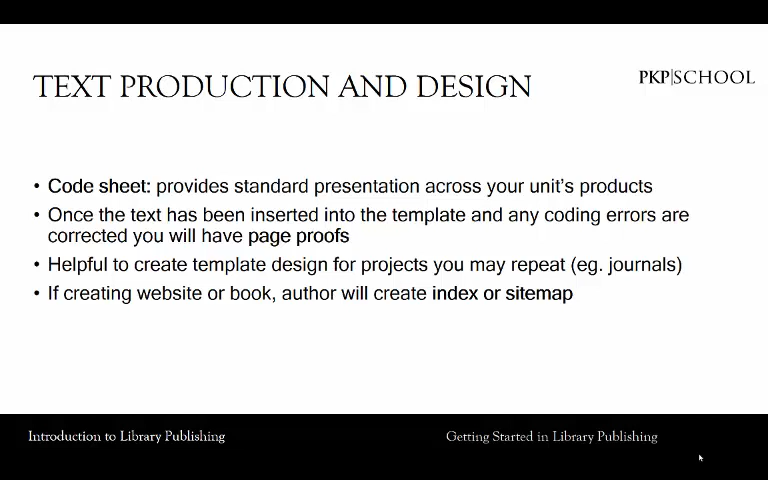 TEXT PRODUCTION AND DESIGN
PKP|SCHOOL
• Code sheet: provides standard presentation across your unit's products
• Once the text has been inserted into the template and any coding errors are
corrected you will have page proofs
• Helpful to create template design for projects you may repeat (eg. journals)
• If creating website or book, author will create index or sitemap
Introduction to Library Publishing
Getting Started in Library Publishing